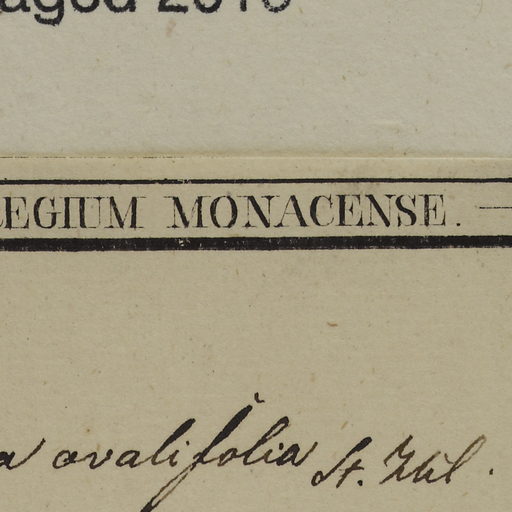 EGIUM MONACENSE.
a ovalifolia St. Hil.